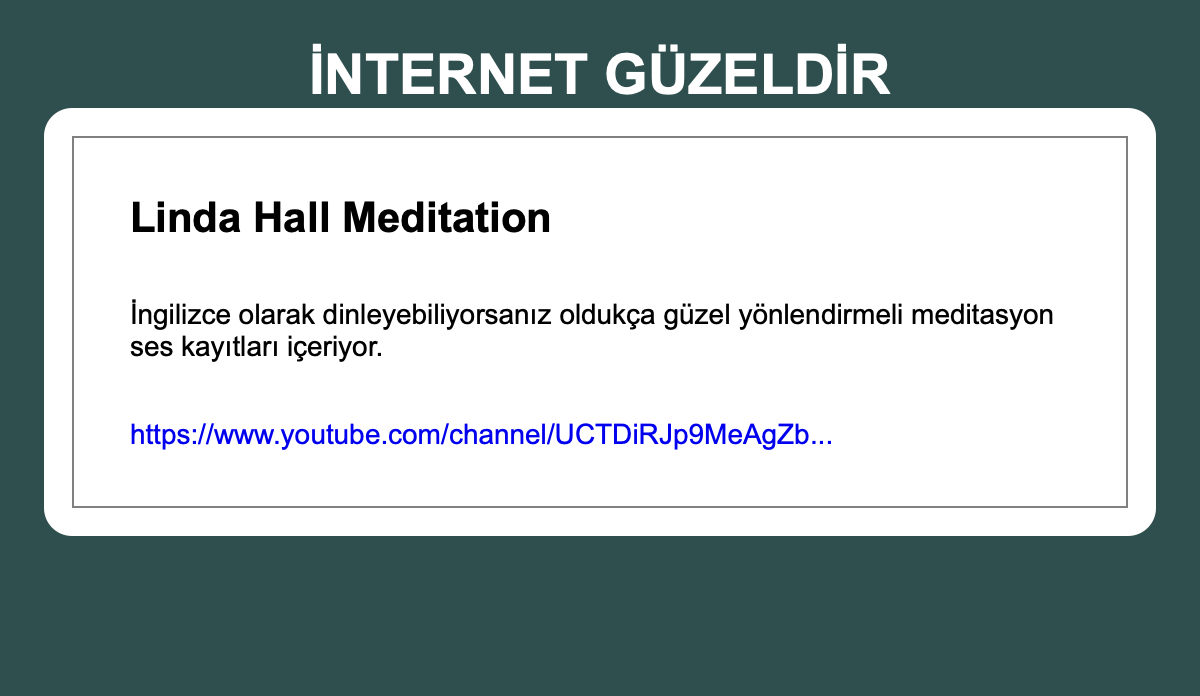 İNTERNET GÜZELDİR
Linda Hall Meditation
İngilizce olarak dinleyebiliyorsanız oldukça güzel yönlendirmeli meditasyon
ses kayıtları içeriyor.
https://www.youtube.com/channel/UCTDiRJp9MeAgZb...